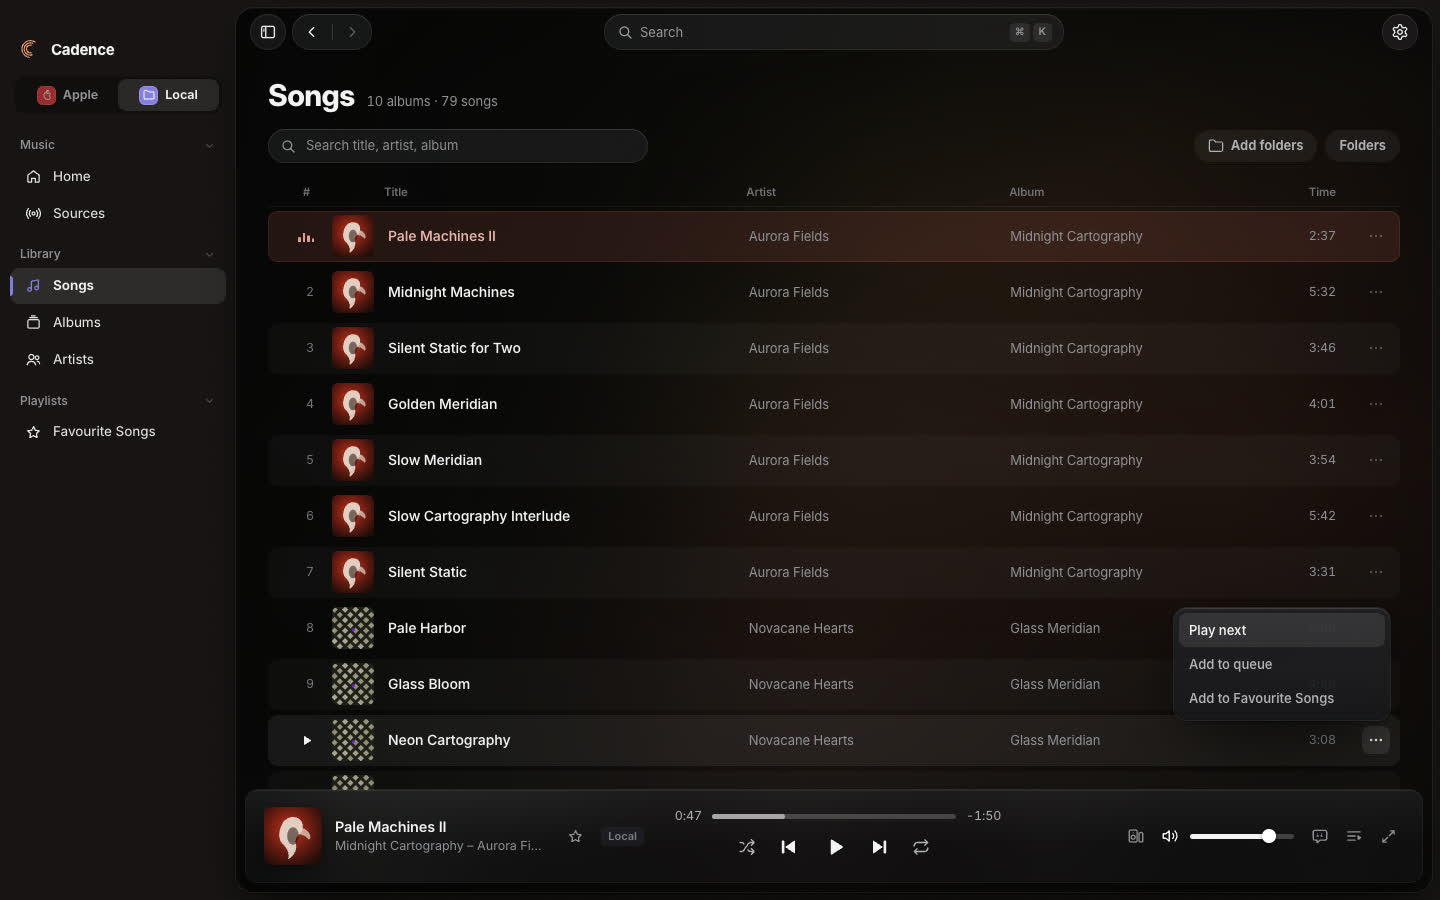 Cadence
Search
⌘ K
Apple
Local
Songs
10 albums · 79 songs
Music
Home
Sources
Library
Songs
Albums
Artists
Playlists
Favourite Songs
Search title, artist, album
Add folders
Folders
# Title Artist Album Time
Pale Machines II Aurora Fields Midnight Cartography 2:37
2 Midnight Machines Aurora Fields Midnight Cartography 5:32
3 Silent Static for Two Aurora Fields Midnight Cartography 3:46
4 Golden Meridian Aurora Fields Midnight Cartography 4:01
5 Slow Meridian Aurora Fields Midnight Cartography 3:54
6 Slow Cartography Interlude Aurora Fields Midnight Cartography 5:42
7 Silent Static Aurora Fields Midnight Cartography 3:31
8 Pale Harbor Novacane Hearts Glass Meridian
9 Glass Bloom Novacane Hearts Glass Meridian
Neon Cartography Novacane Hearts Glass Meridian 3:08
Play next
Add to queue
Add to Favourite Songs
Pale Machines II
Midnight Cartography – Aurora Fi...
Local
0:47
-1:50